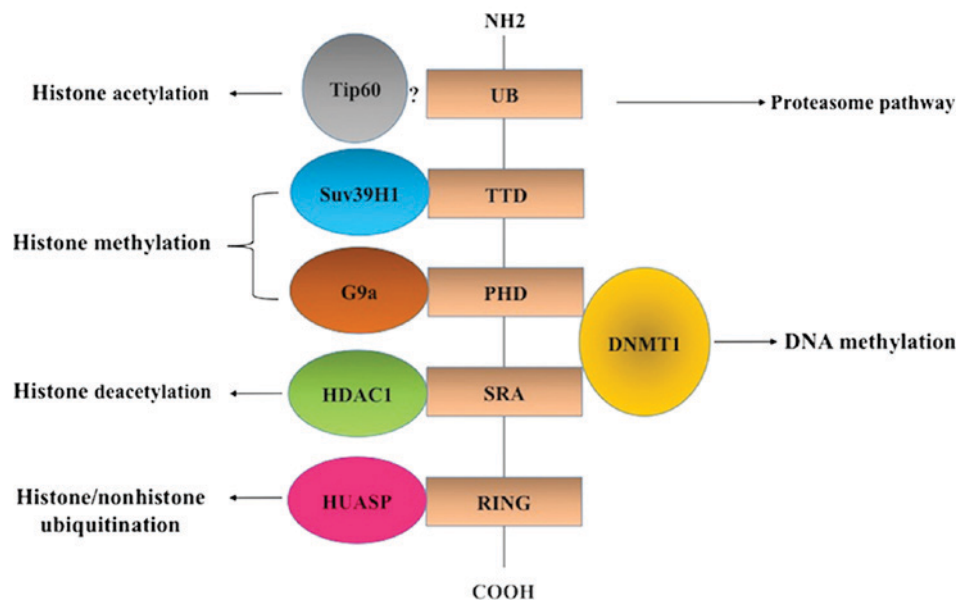 NH2
Histone acetylation
Tip60
?
UB
Proteasome pathway
Suv39H1
TTD
Histone methylation
G9a
PHD
DNMT1
DNA methylation
Histone deacetylation
HDAC1
SRA
Histone/nonhistone
ubiquitination
HUASP
RING
COOH